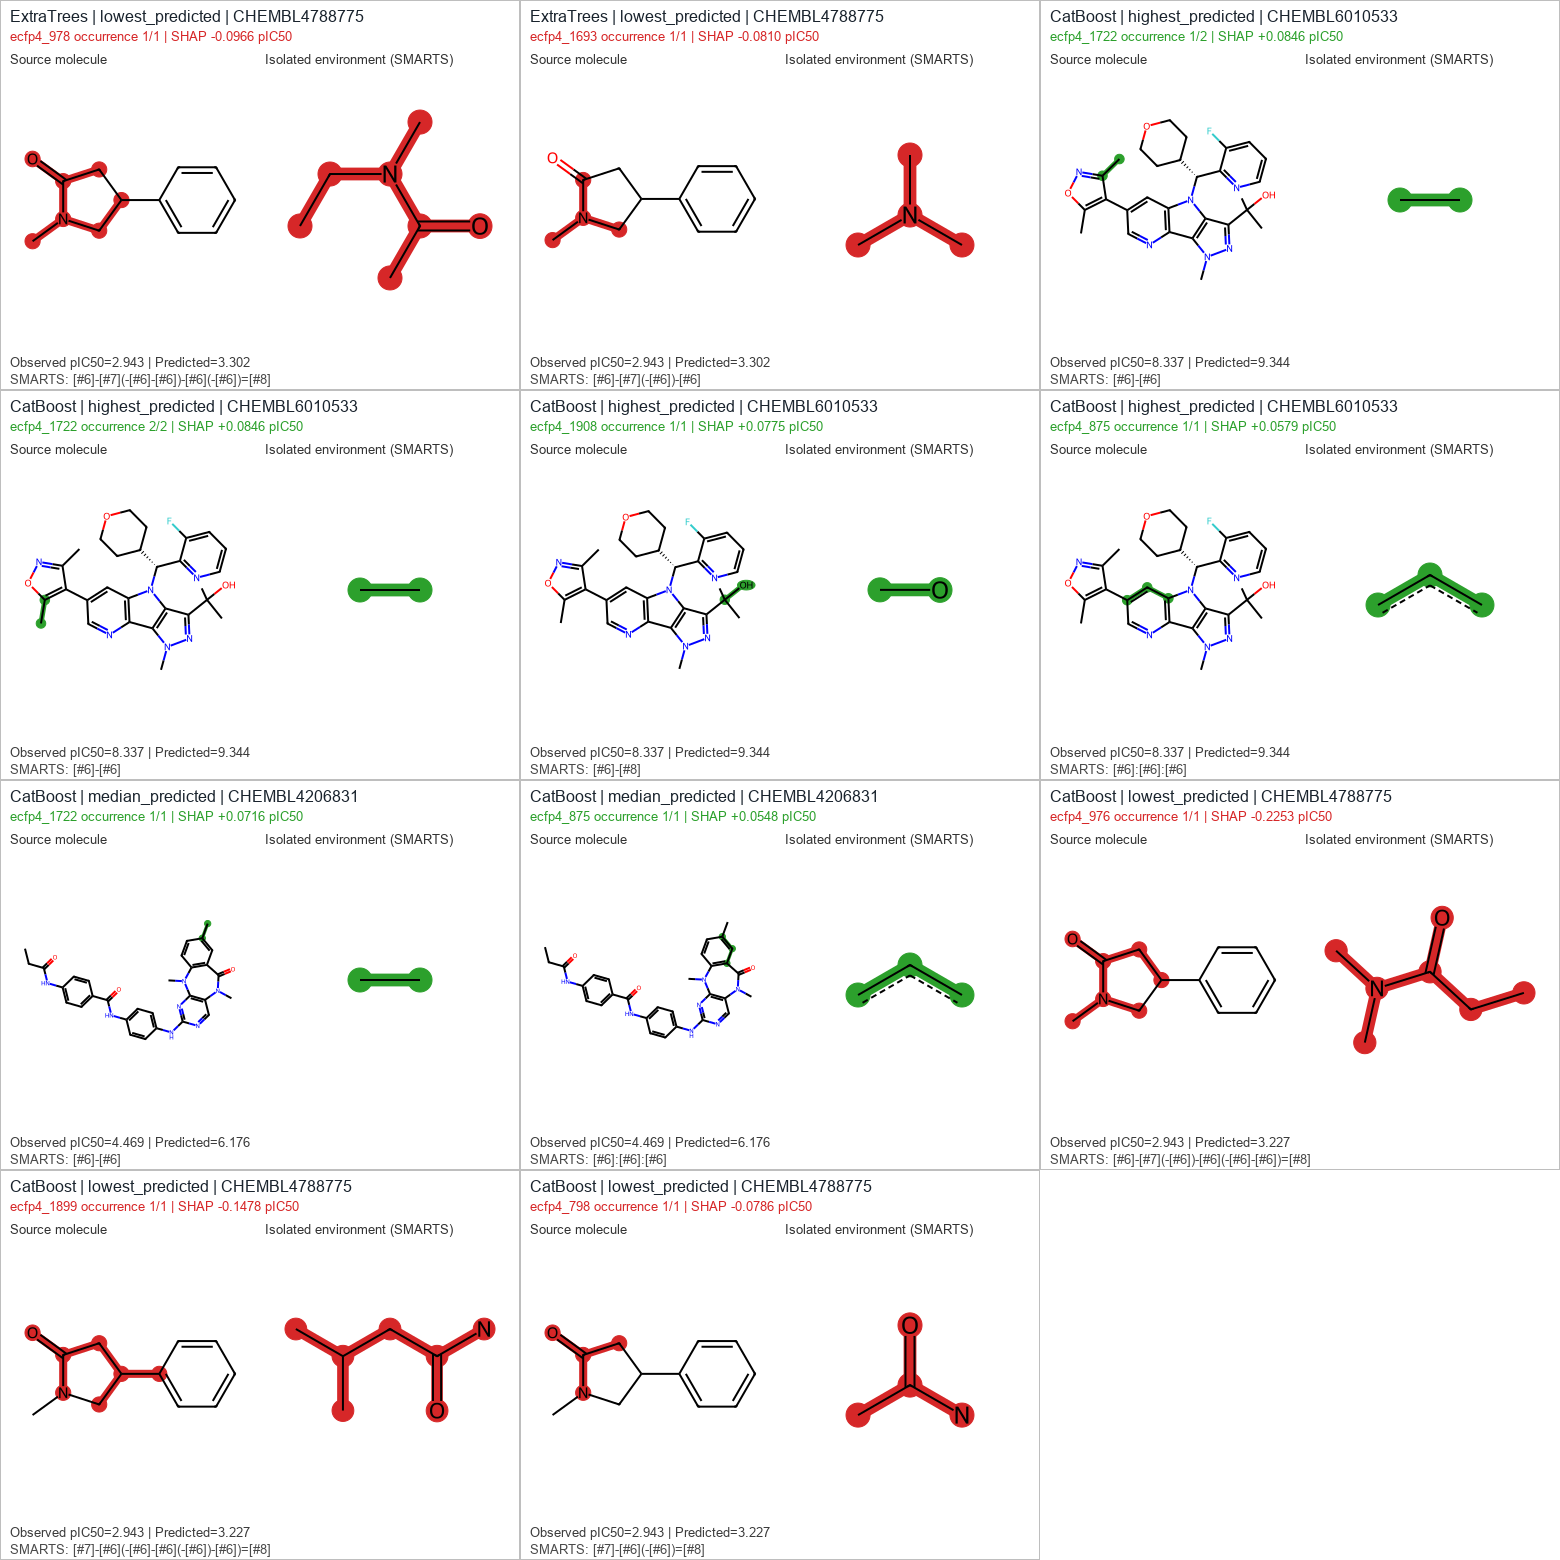 ExtraTrees | lowest_predicted | CHEMBL4788775
ecfp4_978 occurrence 1/1 | SHAP -0.0966 pIC50
Source molecule
Isolated environment (SMARTS)
O
N
N
O
Observed pIC50=2.943 | Predicted=3.302
SMARTS: [#6]-[#7](-[#6]-[#6])-[#6](-[#6])=[#8]
ExtraTrees | lowest_predicted | CHEMBL4788775
ecfp4_1693 occurrence 1/1 | SHAP -0.0810 pIC50
Source molecule
Isolated environment (SMARTS)
O
N
N
Observed pIC50=2.943 | Predicted=3.302
SMARTS: [#6]-[#7](-[#6])-[#6]
CatBoost | highest_predicted | CHEMBL6010533
ecfp4_1722 occurrence 1/2 | SHAP +0.0846 pIC50
Source molecule
Isolated environment (SMARTS)
O
F
N
N
O
N
OH
N
N
N
Observed pIC50=8.337 | Predicted=9.344
SMARTS: [#6]-[#6]
CatBoost | highest_predicted | CHEMBL6010533
ecfp4_1722 occurrence 2/2 | SHAP +0.0846 pIC50
Source molecule
Isolated environment (SMARTS)
O
F
N
N
O
N
OH
N
N
N
Observed pIC50=8.337 | Predicted=9.344
SMARTS: [#6]-[#6]
CatBoost | highest_predicted | CHEMBL6010533
ecfp4_1908 occurrence 1/1 | SHAP +0.0775 pIC50
Source molecule
Isolated environment (SMARTS)
O
F
N
N
O
N
OH
N
N
N
O
Observed pIC50=8.337 | Predicted=9.344
SMARTS: [#6]-[#8]
CatBoost | highest_predicted | CHEMBL6010533
ecfp4_875 occurrence 1/1 | SHAP +0.0579 pIC50
Source molecule
Isolated environment (SMARTS)
O
F
N
N
O
N
OH
N
N
N
Observed pIC50=8.337 | Predicted=9.344
SMARTS: [#6]:[#6]:[#6]
CatBoost | median_predicted | CHEMBL4206831
ecfp4_1722 occurrence 1/1 | SHAP +0.0716 pIC50
Source molecule
Isolated environment (SMARTS)
O
HN
O
HN
N
O
N
N
N
N
H
Observed pIC50=4.469 | Predicted=6.176
SMARTS: [#6]-[#6]
CatBoost | median_predicted | CHEMBL4206831
ecfp4_875 occurrence 1/1 | SHAP +0.0548 pIC50
Source molecule
Isolated environment (SMARTS)
O
HN
O
HN
N
O
N
N
N
N
H
Observed pIC50=4.469 | Predicted=6.176
SMARTS: [#6]:[#6]:[#6]
CatBoost | lowest_predicted | CHEMBL4788775
ecfp4_976 occurrence 1/1 | SHAP -0.2253 pIC50
Source molecule
Isolated environment (SMARTS)
O
N
O
N
Observed pIC50=2.943 | Predicted=3.227
SMARTS: [#6]-[#7](-[#6])-[#6](-[#6]-[#6])=[#8]
CatBoost | lowest_predicted | CHEMBL4788775
ecfp4_1899 occurrence 1/1 | SHAP -0.1478 pIC50
Source molecule
Isolated environment (SMARTS)
O
N
N
O
Observed pIC50=2.943 | Predicted=3.227
SMARTS: [#7]-[#6](-[#6]-[#6](-[#6])-[#6])=[#8]
CatBoost | lowest_predicted | CHEMBL4788775
ecfp4_798 occurrence 1/1 | SHAP -0.0786 pIC50
Source molecule
Isolated environment (SMARTS)
O
N
O
N
Observed pIC50=2.943 | Predicted=3.227
SMARTS: [#7]-[#6](-[#6])=[#8]